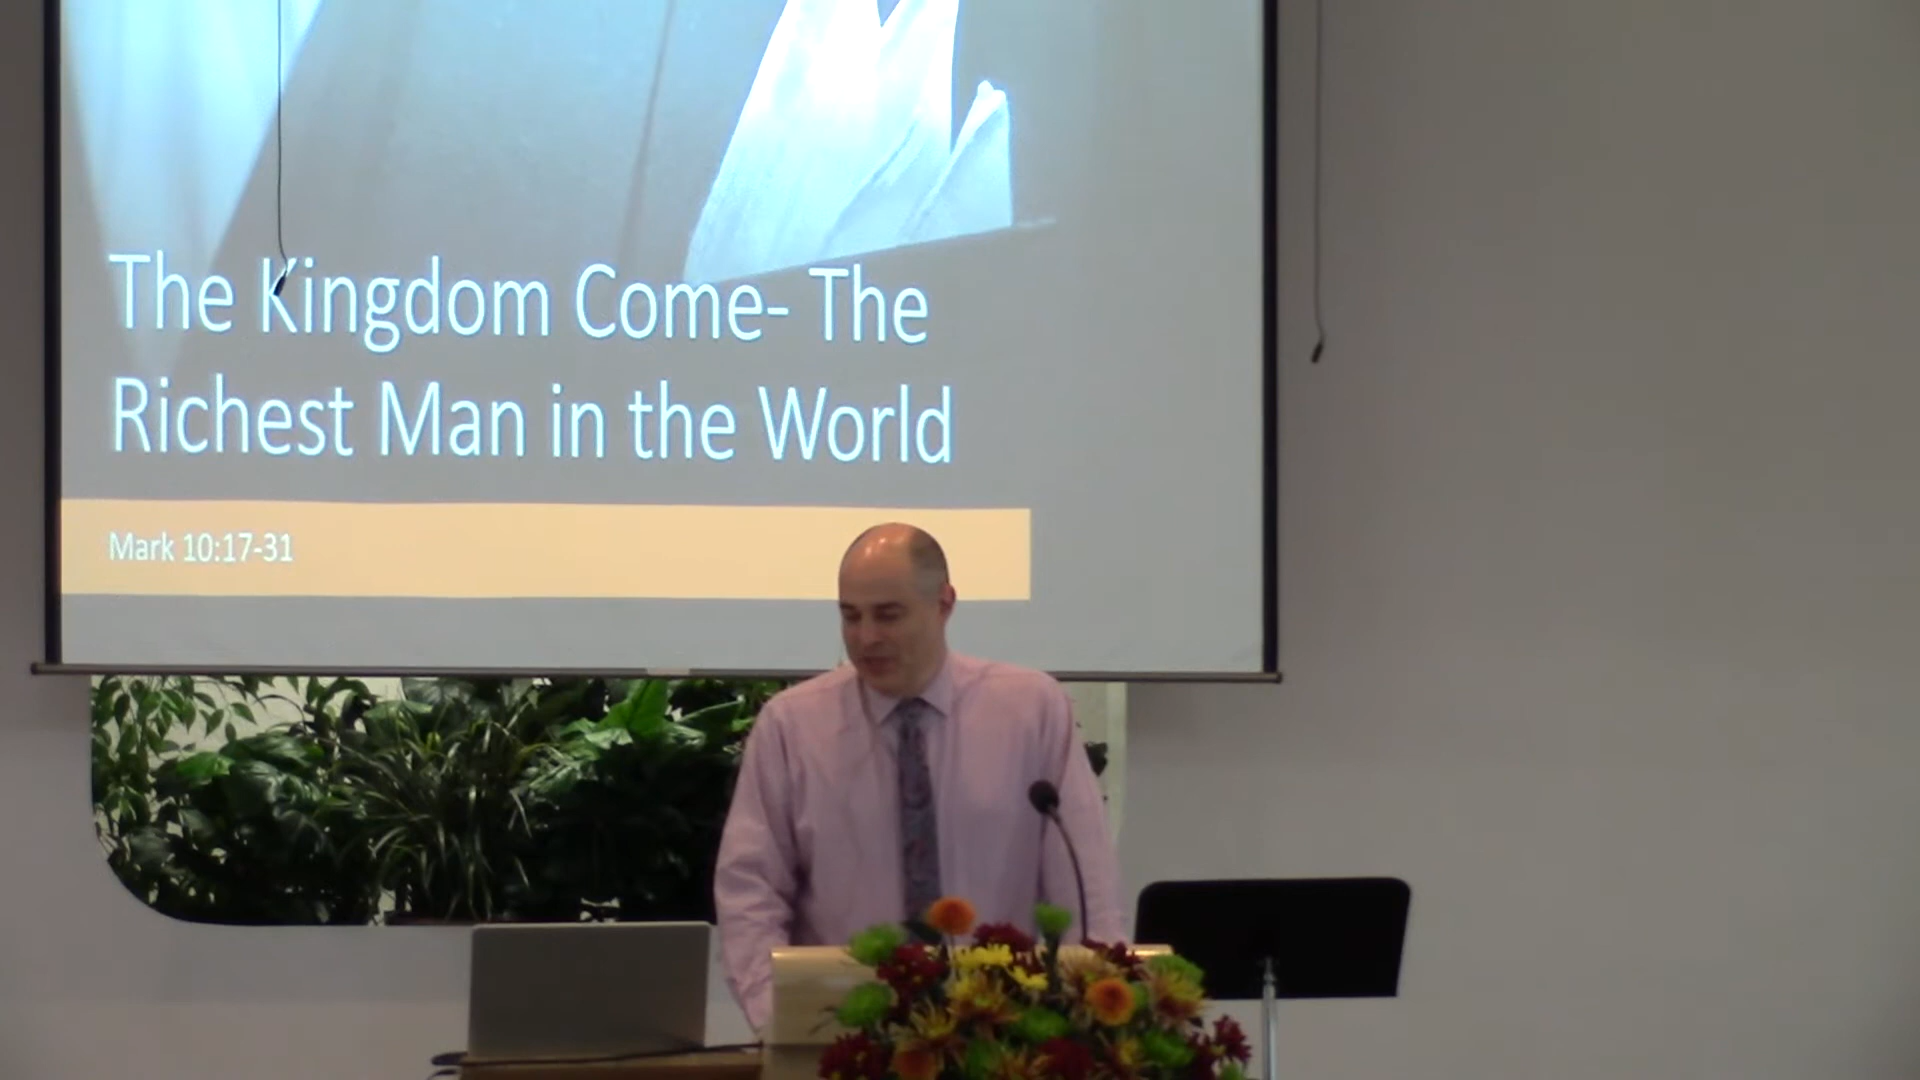 The Kingdom Come- The
Richest Man in the World
Mark 10:17-31